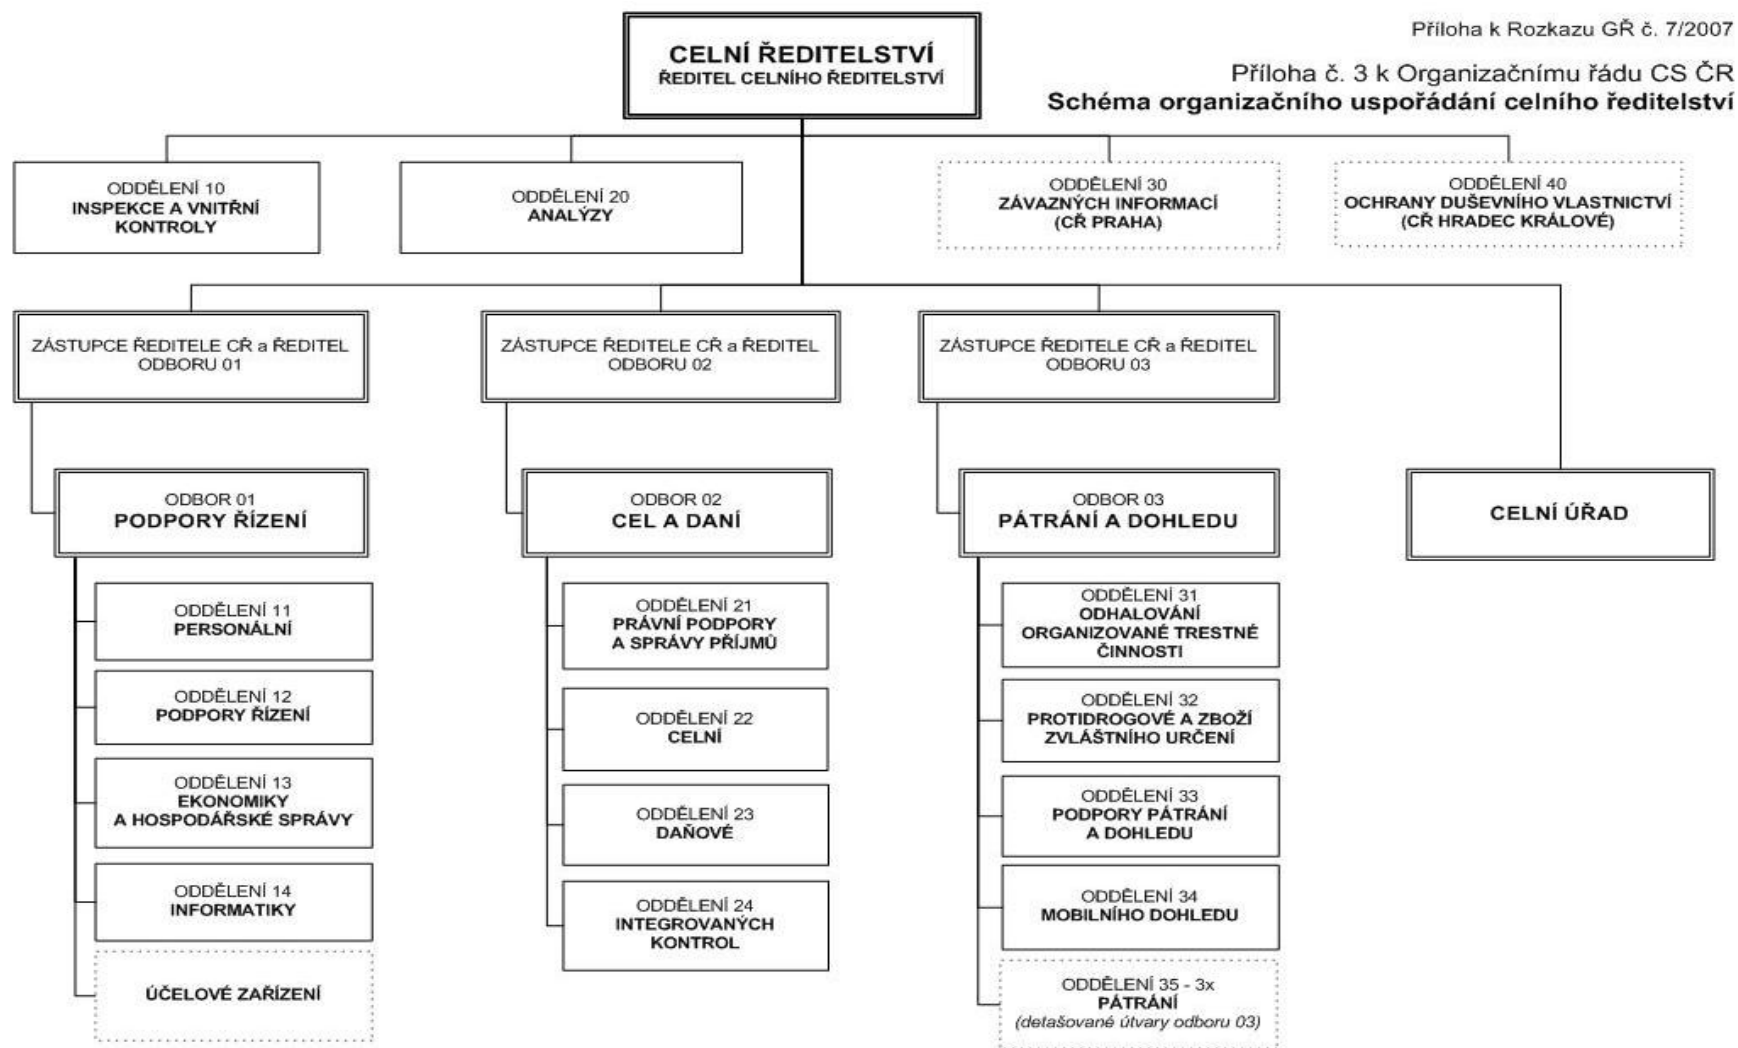 Příloha k Rozkazu GŘ č. 7/2007
Příloha č. 3 k Organizačnímu řádu CS ČR
Schéma organizačního uspořádání celního ředitelství
CELNÍ ŘEDITELSTVÍ
ŘEDITEL CELNÍHO ŘEDITELSTVÍ
ODDĚLENÍ 10
INSPEKCE A VNITŘNÍ
KONTROLY
ODDĚLENÍ 20
ANALÝZY
ODDĚLENÍ 30
ZÁVAZNÝCH INFORMACÍ
(CŘ PRAHA)
ODDĚLENÍ 40
OCHRANY DUŠEVNÍHO VLASTNICTVÍ
(CŘ HRADEC KRÁLOVÉ)
ZÁSTUPCE ŘEDITELE CŘ a ŘEDITEL
ODBORU 01
ZÁSTUPCE ŘEDITELE CŘ a ŘEDITEL
ODBORU 02
ZÁSTUPCE ŘEDITELE CŘ a ŘEDITEL
ODBORU 03
ODBOR 01
PODPORY ŘÍZENÍ
ODBOR 02
CEL A DANÍ
ODBOR 03
PÁTRÁNÍ A DOHLEDU
CELNÍ ÚŘAD
ODDĚLENÍ 11
PERSONÁLNÍ
ODDĚLENÍ 12
PODPORY ŘÍZENÍ
ODDĚLENÍ 13
EKONOMIKY
A HOSPODÁŘSKÉ SPRÁVY
ODDĚLENÍ 14
INFORMATIKY
ÚČELOVÉ ZAŘÍZENÍ
ODDĚLENÍ 21
PRÁVNÍ PODPORY
A SPRÁVY PŘÍJMŮ
ODDĚLENÍ 22
CELNÍ
ODDĚLENÍ 23
DAŇOVÉ
ODDĚLENÍ 24
INTEGROVANÝCH
KONTROL
ODDĚLENÍ 31
ODHALOVÁNÍ
ORGANIZOVANÉ TRESTNÉ
ČINNOSTI
ODDĚLENÍ 32
PROTIDROGOVÉ A ZBOŽÍ
ZVLÁŠTNÍHO URČENÍ
ODDĚLENÍ 33
PODPORY PÁTRÁNÍ
A DOHLEDU
ODDĚLENÍ 34
MOBILNÍHO DOHLEDU
ODDĚLENÍ 35 - 3x
PÁTRÁNÍ
(detašované útvary odboru 03)